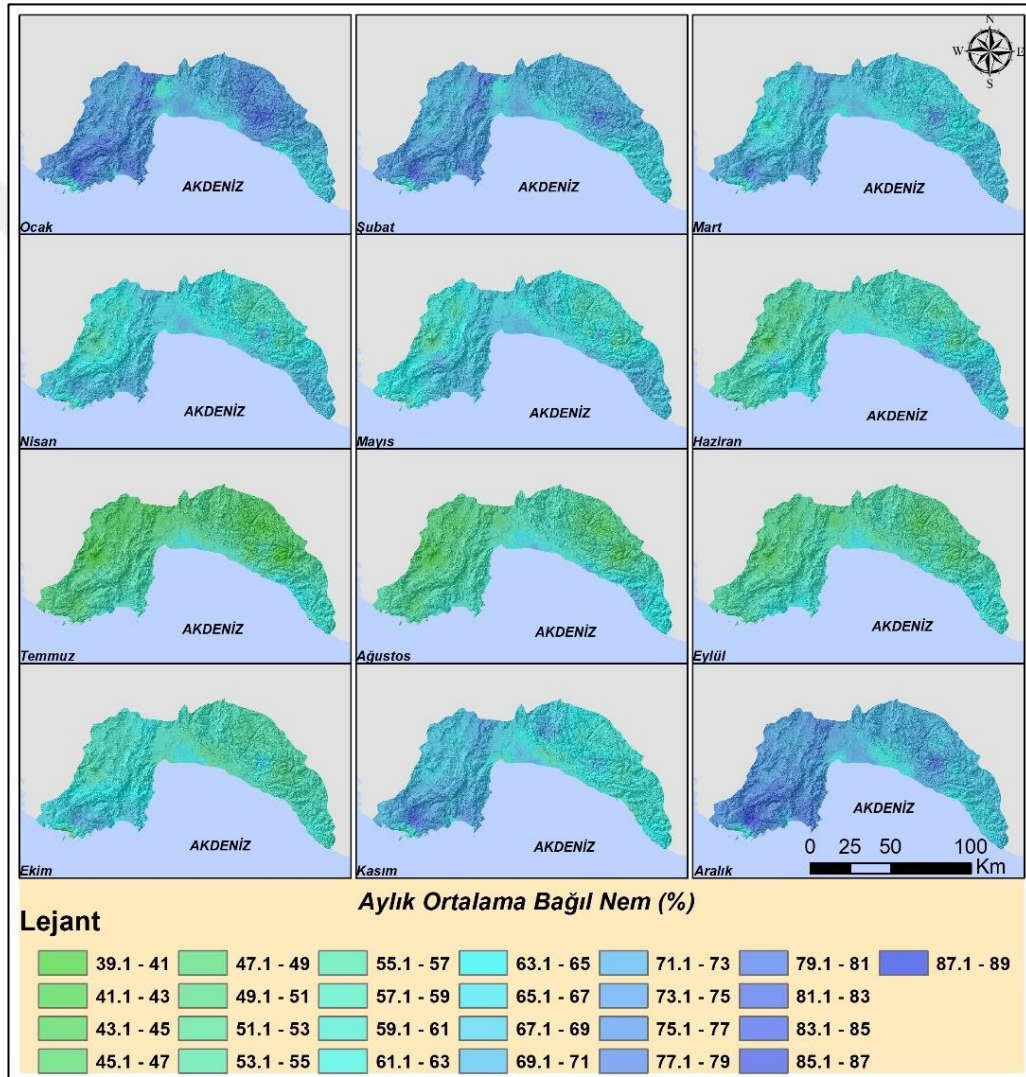 N
W E
S
AKDENİZ AKDENİZ AKDENİZ
Ocak Şubat Mart
AKDENİZ AKDENİZ AKDENİZ
Nisan Mayıs Haziran
AKDENİZ AKDENİZ AKDENİZ
Temmuz Ağustos Eylül
AKDENİZ AKDENİZ AKDENİZ
0 25 50 100
Km
Ekim Kasım Aralık
Aylık Ortalama Bağıl Nem (%)
Lejant
39.1 - 41 47.1 - 49 55.1 - 57 63.1 - 65 71.1 - 73 79.1 - 81 87.1 - 89
41.1 - 43 49.1 - 51 57.1 - 59 65.1 - 67 73.1 - 75 81.1 - 83
43.1 - 45 51.1 - 53 59.1 - 61 67.1 - 69 75.1 - 77 83.1 - 85
45.1 - 47 53.1 - 55 61.1 - 63 69.1 - 71 77.1 - 79 85.1 - 87